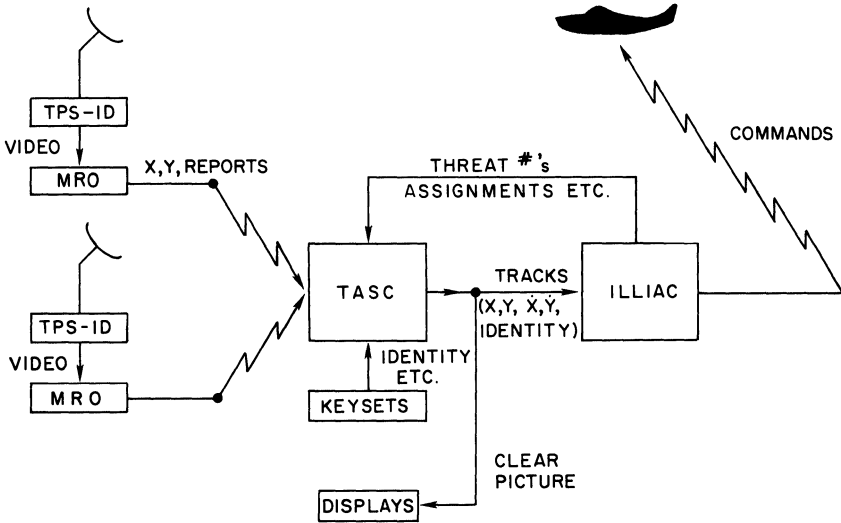 TPS-ID
VIDEO
MRO
X,Y, REPORTS
TPS-ID
VIDEO
MRO
THREAT #'s
ASSIGNMENTS ETC.
TASC
IDENTITY
ETC.
KEYSETS
TRACKS
(X,Y, Ẋ,Ẏ,
IDENTITY)
ILLIAC
COMMANDS
CLEAR
PICTURE
DISPLAYS